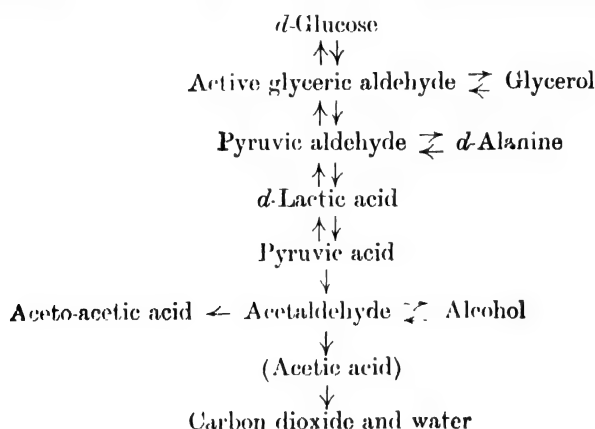 d-Glucose
↑↓
Active glyceric aldehyde ⇄ Glycerol
↑↓
Pyruvic aldehyde ⇄ d-Alanine
↑↓
d-Lactic acid
↑↓
Pyruvic acid
↓
Aceto-acetic acid ← Acetaldehyde ⇄ Alcohol
↓
(Acetic acid)
↓
Carbon dioxide and water